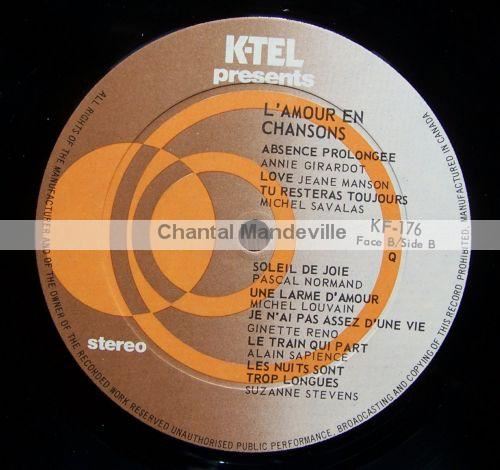 K-TEL
presents
L'AMOUR EN
CHANSONS
ABSENCE PROLONGEE
ANNIE GIRARDOT
LOVE JEANE MANSON
TU RESTERAS TOUJOURS
MICHEL SAVALAS
Chantal Mandeville
KF-176
Face B/Side B
Q
SOLEIL DE JOIE
PASCAL NORMAND
UNE LARME D'AMOUR
MICHEL LOUVAIN
JE N'AI PAS ASSEZ D'UNE VIE
GINETTE RENO
LE TRAIN QUI PART
ALAIN SAPIENCE
LES NUITS SONT
TROP LONGUES
SUZANNE STEVENS
stereo
ALL RIGHTS OF THE MANUFACTURER AND OF THE OWNER OF THE RECORDED WORK RESERVED UNAUTHORISED PUBLIC PERFORMANCE, BROADCASTING AND COPYING OF THIS RECORD PROHIBITED. MANUFACTURED IN CANADA